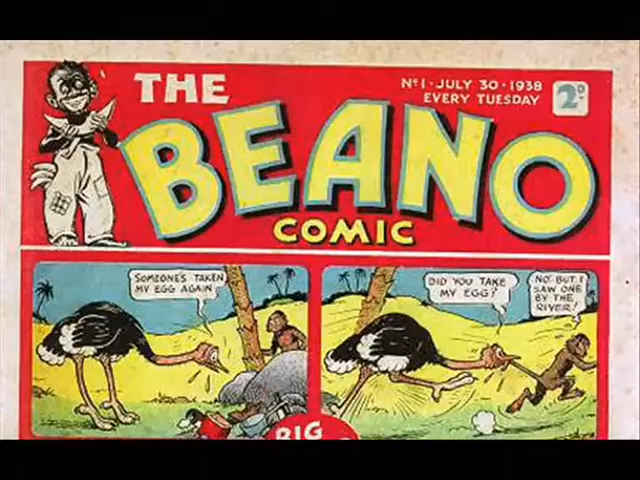 THE
BEANO
COMIC
Nº1·JULY 30·1938
EVERY TUESDAY
2D.
SOMEONE'S TAKEN
MY EGG AGAIN
DID YOU TAKE
MY EGG?
NO. BUT I
SAW ONE
BY THE
RIVER!
BIG